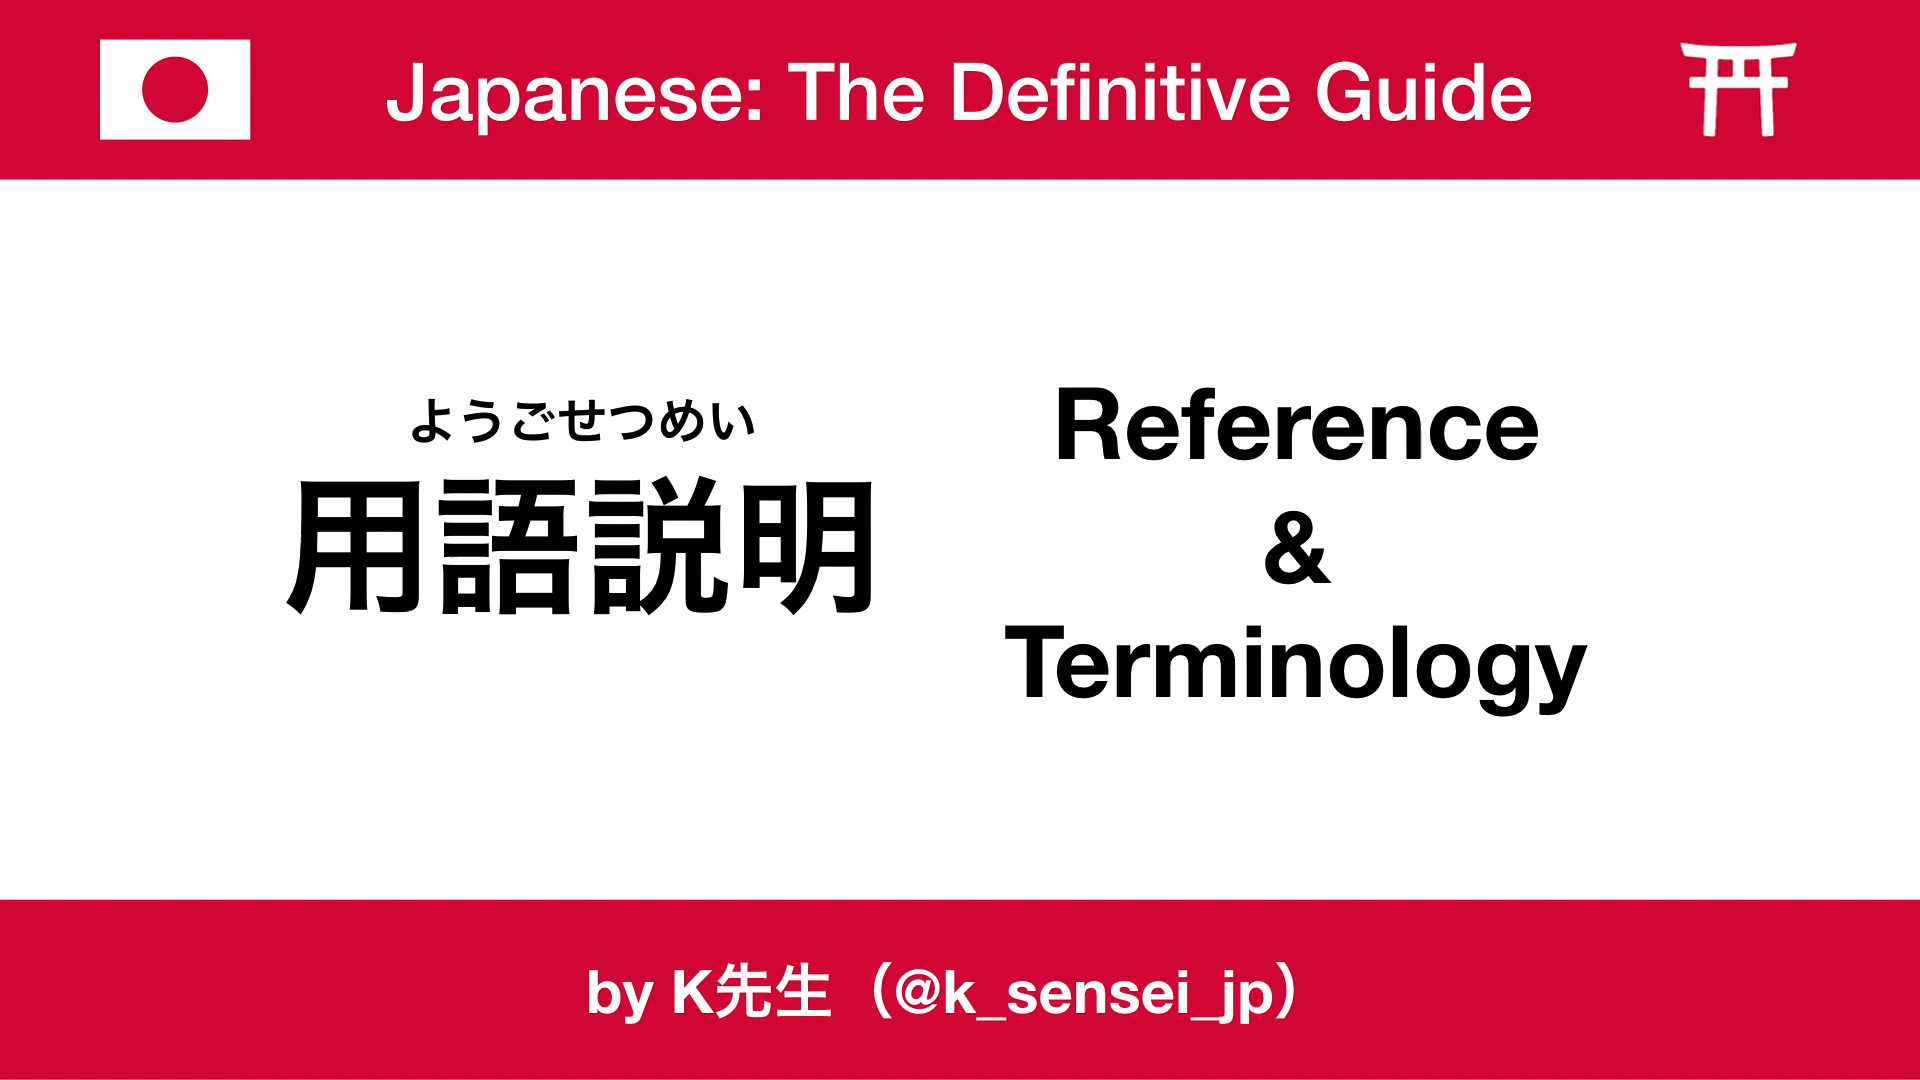 Japanese: The Definitive Guide
ようごせつめい
用語説明
Reference
&
Terminology
by K先生（@k_sensei_jp）